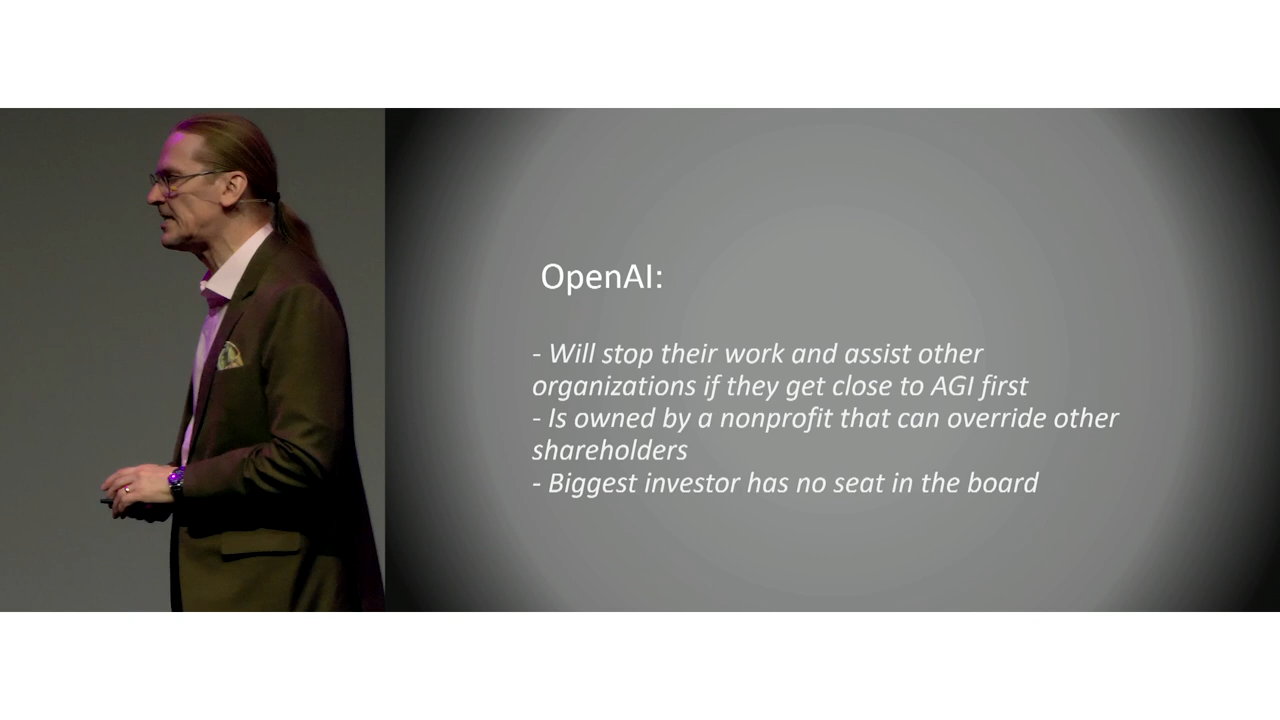 OpenAI:
- Will stop their work and assist other
organizations if they get close to AGI first
- Is owned by a nonprofit that can override other
shareholders
- Biggest investor has no seat in the board